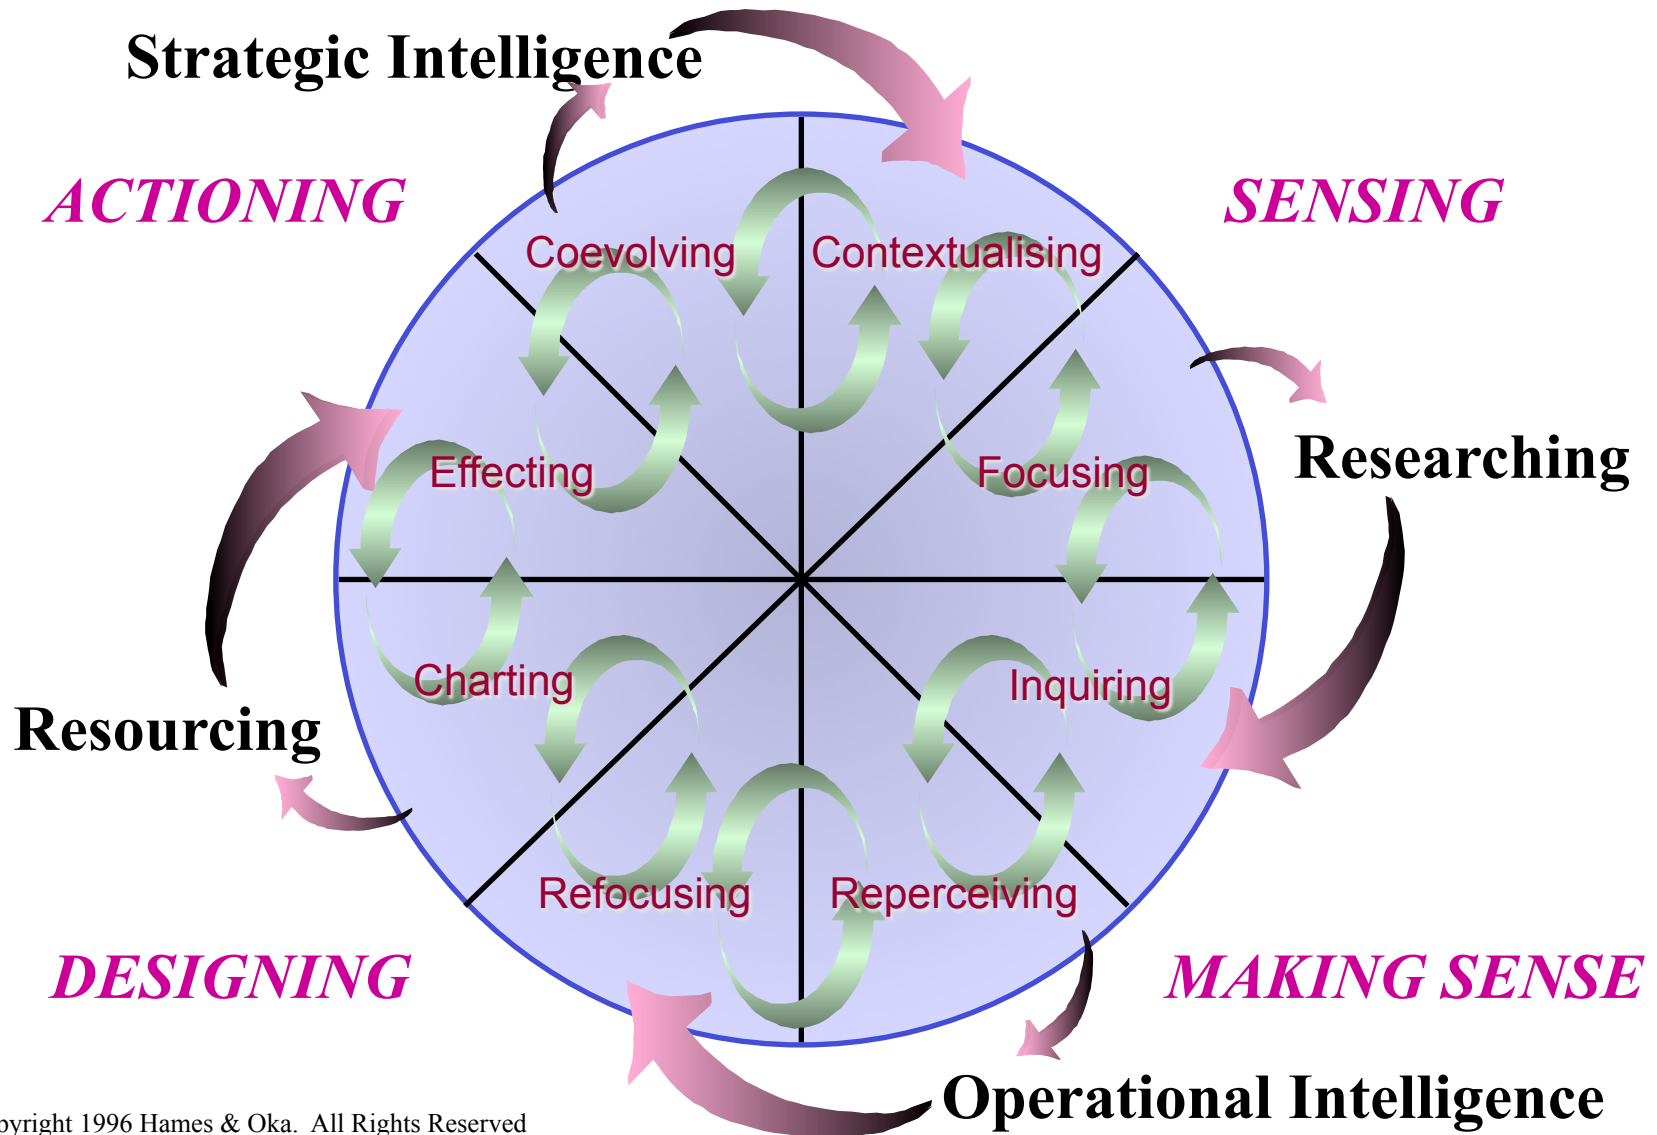 Strategic Intelligence
ACTIONING
SENSING
Coevolving
Contextualising
Effecting
Focusing
Researching
Charting
Inquiring
Resourcing
Refocusing
Reperceiving
DESIGNING
MAKING SENSE
Operational Intelligence
pyright 1996 Hames & Oka. All Rights Reserved